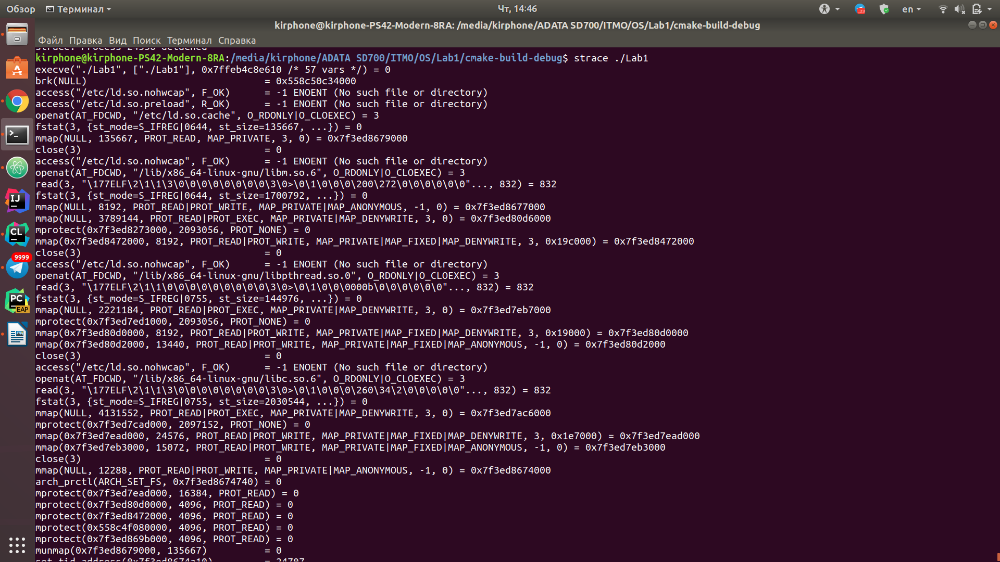 Обзор Терминал Чт, 14:46 en
kirphone@kirphone-PS42-Modern-8RA: /media/kirphone/ADATA SD700/ITMO/OS/Lab1/cmake-build-debug
Файл Правка Вид Поиск Терминал Справка
strace: Process 24550 detached
kirphone@kirphone-PS42-Modern-8RA:/media/kirphone/ADATA SD700/ITMO/OS/Lab1/cmake-build-debug$ strace ./Lab1
execve("./Lab1", ["./Lab1"], 0x7ffeb4c8e610 /* 57 vars */) = 0
brk(NULL) = 0x558c50c34000
access("/etc/ld.so.nohwcap", F_OK) = -1 ENOENT (No such file or directory)
access("/etc/ld.so.preload", R_OK) = -1 ENOENT (No such file or directory)
openat(AT_FDCWD, "/etc/ld.so.cache", O_RDONLY|O_CLOEXEC) = 3
fstat(3, {st_mode=S_IFREG|0644, st_size=135667, ...}) = 0
mmap(NULL, 135667, PROT_READ, MAP_PRIVATE, 3, 0) = 0x7f3ed8679000
close(3) = 0
access("/etc/ld.so.nohwcap", F_OK) = -1 ENOENT (No such file or directory)
openat(AT_FDCWD, "/lib/x86_64-linux-gnu/libm.so.6", O_RDONLY|O_CLOEXEC) = 3
read(3, "\177ELF\2\1\1\3\0\0\0\0\0\0\0\0\3\0>\0\1\0\0\0\200\272\0\0\0\0\0\0"..., 832) = 832
fstat(3, {st_mode=S_IFREG|0644, st_size=1700792, ...}) = 0
mmap(NULL, 8192, PROT_READ|PROT_WRITE, MAP_PRIVATE|MAP_ANONYMOUS, -1, 0) = 0x7f3ed8677000
mmap(NULL, 3789144, PROT_READ|PROT_EXEC, MAP_PRIVATE|MAP_DENYWRITE, 3, 0) = 0x7f3ed80d6000
mprotect(0x7f3ed8273000, 2093056, PROT_NONE) = 0
mmap(0x7f3ed8472000, 8192, PROT_READ|PROT_WRITE, MAP_PRIVATE|MAP_FIXED|MAP_DENYWRITE, 3, 0x19c000) = 0x7f3ed8472000
close(3) = 0
access("/etc/ld.so.nohwcap", F_OK) = -1 ENOENT (No such file or directory)
openat(AT_FDCWD, "/lib/x86_64-linux-gnu/libpthread.so.0", O_RDONLY|O_CLOEXEC) = 3
read(3, "\177ELF\2\1\1\0\0\0\0\0\0\0\0\0\3\0>\0\1\0\0\0000b\0\0\0\0\0\0"..., 832) = 832
fstat(3, {st_mode=S_IFREG|0755, st_size=144976, ...}) = 0
mmap(NULL, 2221184, PROT_READ|PROT_EXEC, MAP_PRIVATE|MAP_DENYWRITE, 3, 0) = 0x7f3ed7eb7000
mprotect(0x7f3ed7ed1000, 2093056, PROT_NONE) = 0
mmap(0x7f3ed80d0000, 8192, PROT_READ|PROT_WRITE, MAP_PRIVATE|MAP_FIXED|MAP_DENYWRITE, 3, 0x19000) = 0x7f3ed80d0000
mmap(0x7f3ed80d2000, 13440, PROT_READ|PROT_WRITE, MAP_PRIVATE|MAP_FIXED|MAP_ANONYMOUS, -1, 0) = 0x7f3ed80d2000
close(3) = 0
access("/etc/ld.so.nohwcap", F_OK) = -1 ENOENT (No such file or directory)
openat(AT_FDCWD, "/lib/x86_64-linux-gnu/libc.so.6", O_RDONLY|O_CLOEXEC) = 3
read(3, "\177ELF\2\1\1\3\0\0\0\0\0\0\0\0\3\0>\0\1\0\0\0\260\34\2\0\0\0\0\0"..., 832) = 832
fstat(3, {st_mode=S_IFREG|0755, st_size=2030544, ...}) = 0
mmap(NULL, 4131552, PROT_READ|PROT_EXEC, MAP_PRIVATE|MAP_DENYWRITE, 3, 0) = 0x7f3ed7ac6000
mprotect(0x7f3ed7cad000, 2097152, PROT_NONE) = 0
mmap(0x7f3ed7ead000, 24576, PROT_READ|PROT_WRITE, MAP_PRIVATE|MAP_FIXED|MAP_DENYWRITE, 3, 0x1e7000) = 0x7f3ed7ead000
mmap(0x7f3ed7eb3000, 15072, PROT_READ|PROT_WRITE, MAP_PRIVATE|MAP_FIXED|MAP_ANONYMOUS, -1, 0) = 0x7f3ed7eb3000
close(3) = 0
mmap(NULL, 12288, PROT_READ|PROT_WRITE, MAP_PRIVATE|MAP_ANONYMOUS, -1, 0) = 0x7f3ed8674000
arch_prctl(ARCH_SET_FS, 0x7f3ed8674740) = 0
mprotect(0x7f3ed7ead000, 16384, PROT_READ) = 0
mprotect(0x7f3ed80d0000, 4096, PROT_READ) = 0
mprotect(0x7f3ed8472000, 4096, PROT_READ) = 0
mprotect(0x558c4f080000, 4096, PROT_READ) = 0
mprotect(0x7f3ed869b000, 4096, PROT_READ) = 0
munmap(0x7f3ed8679000, 135667) = 0
set_tid_address(0x7f3ed8674a10) = 24707
IJ
CL
9999
PC
EAP